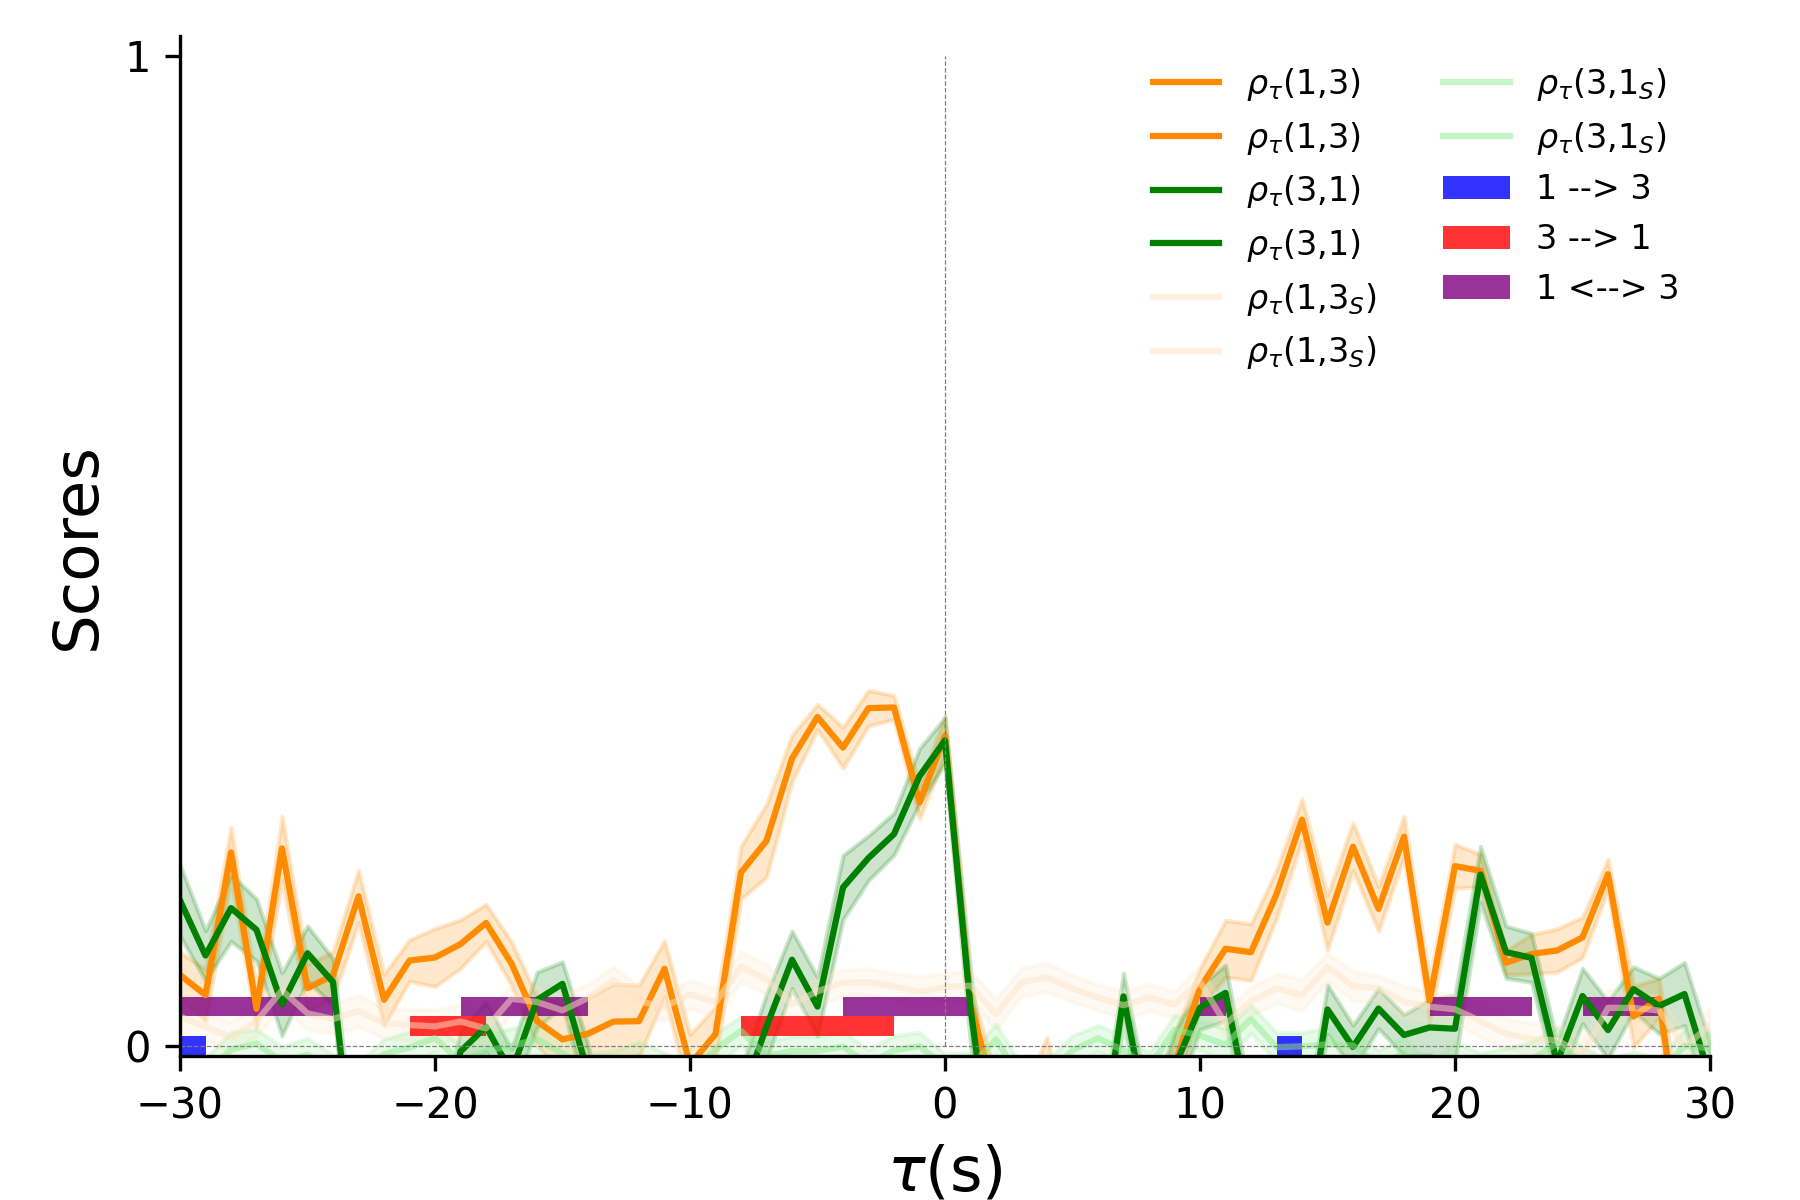 1
ρτ(1,3)
ρτ(1,3)
ρτ(3,1)
ρτ(3,1)
ρτ(1,3S)
ρτ(1,3S)
ρτ(3,1S)
ρτ(3,1S)
1 --> 3
3 --> 1
1 <--> 3
Scores
0
−30 −20 −10 0 10 20 30
τ(s)